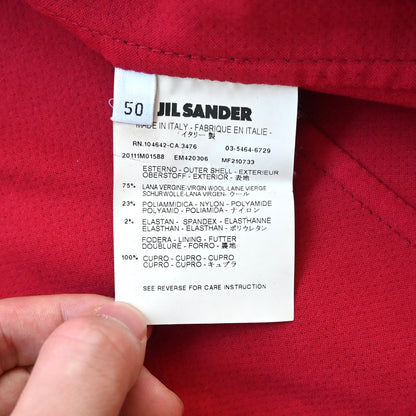 50
JIL SANDER
MADE IN ITALY - FABRIQUE EN ITALIE -
イタリー 製
RN.104642-CA.3476 03-5464-6729
20111M01588 EM420306 MF210733
ESTERNO - OUTER SHELL - EXTERIEUR
OBERSTOFF - EXTERIOR - 表地
75% LANA VERGINE-VIRGIN WOOL-LAINE VIERGE
SCHURWOLLE-LANA VIRGEN-ウール
23% POLIAMMIDICA - NYLON - POLYAMIDE
POLYAMID - POLIAMIDA - ナイロン
2% ELASTAN - SPANDEX - ELASTHANNE
ELASTHAN - ELASTHAN - ポリウレタン
FODERA - LINING - FUTTER
DOUBLURE - FORRO - 裏地
100% CUPRO - CUPRO - CUPRO
CUPRO - CUPRO - キュプラ
SEE REVERSE FOR CARE INSTRUCTION